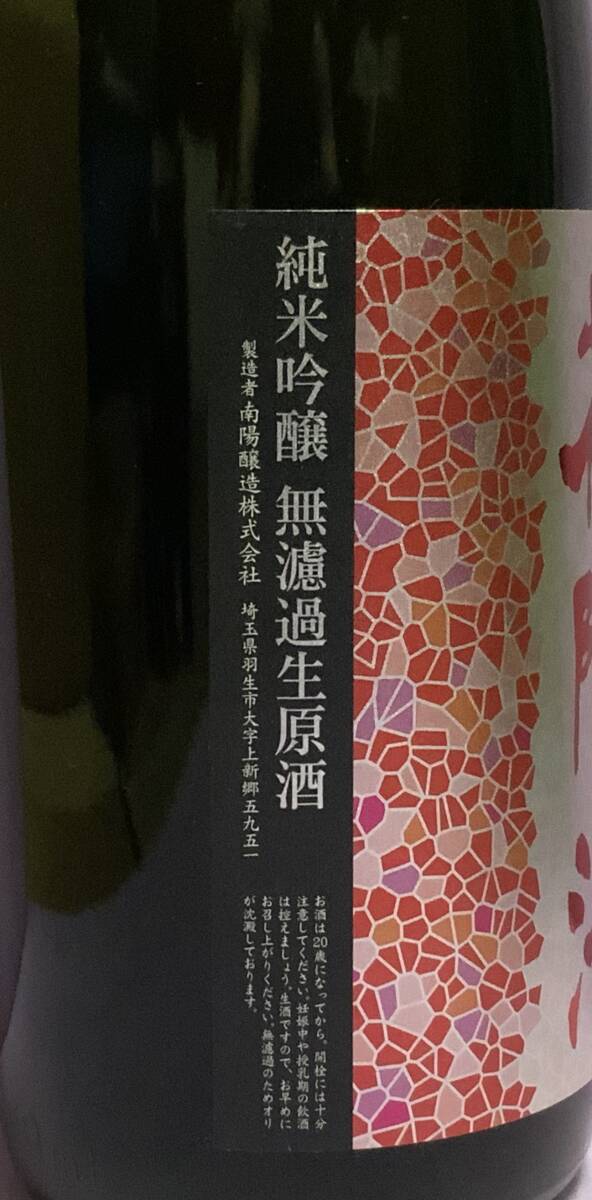 純米吟醸 無濾過生原酒
製造者 南陽醸造株式会社 埼玉県羽生市大字上新郷五九五一
お酒は20歳になってから。開栓には十分
注意してください。妊娠中や授乳期の飲酒
は控えましょう。生酒ですので、お早めに
お召し上がりください。無濾過のためオリ
が沈殿しております。